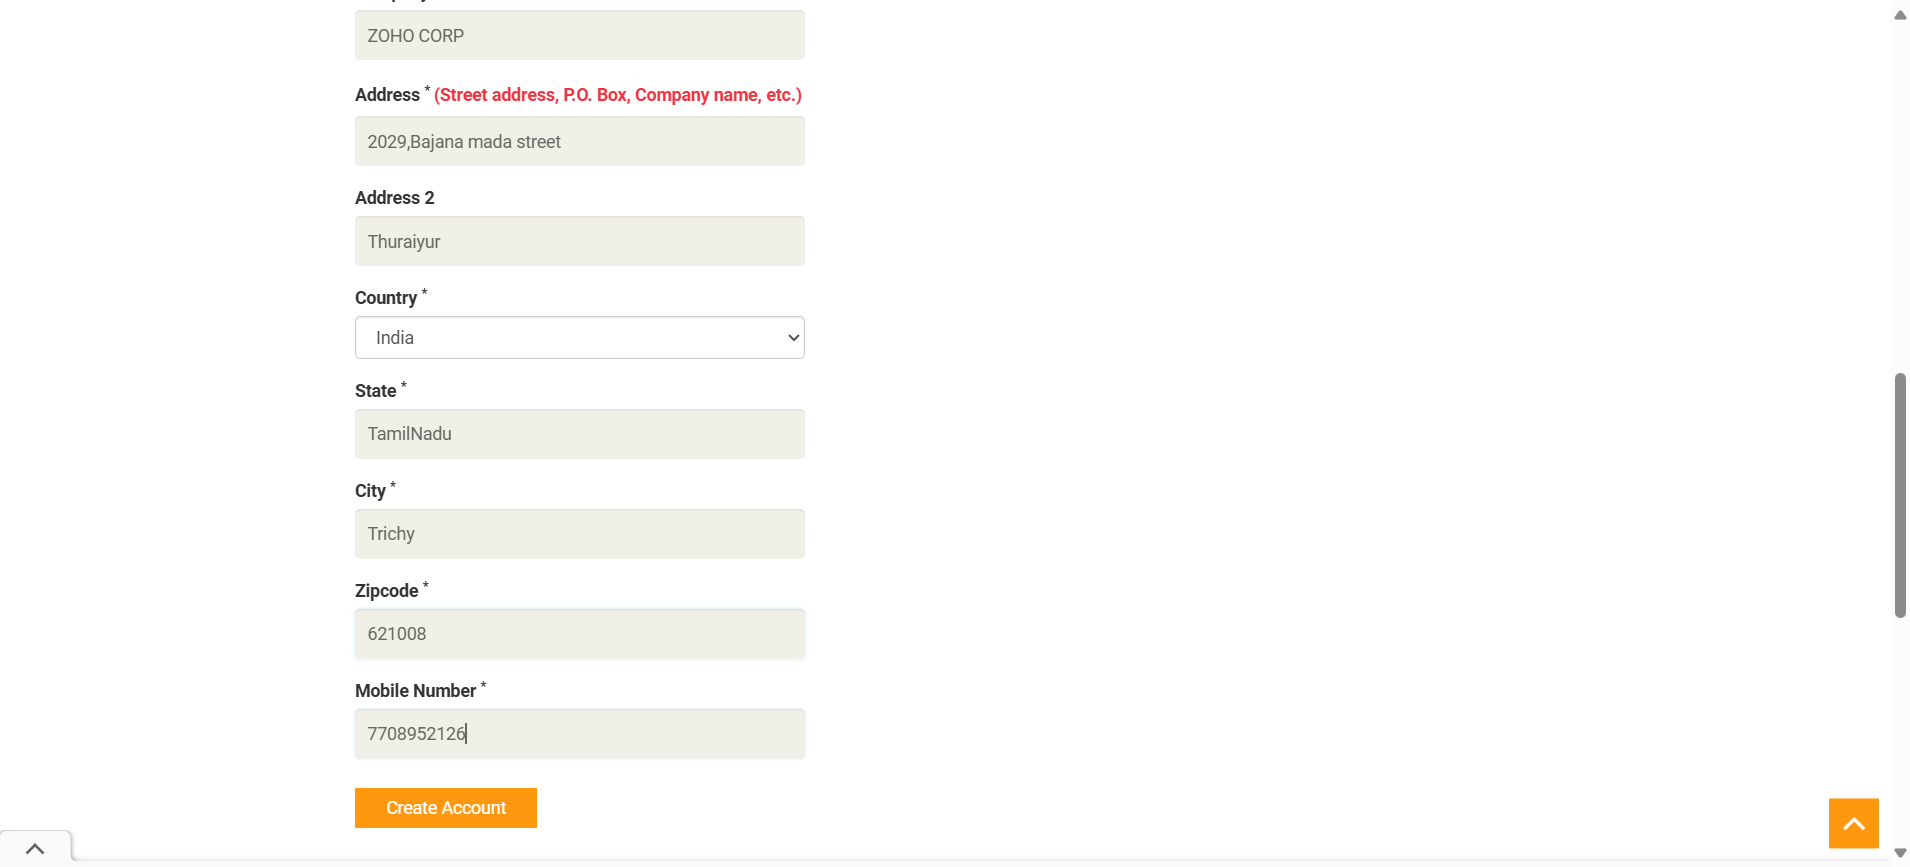 ZOHO CORP
Address * (Street address, P.O. Box, Company name, etc.)
2029,Bajana mada street
Address 2
Thuraiyur
Country *
India
State *
TamilNadu
City *
Trichy
Zipcode *
621008
Mobile Number *
7708952126
Create Account